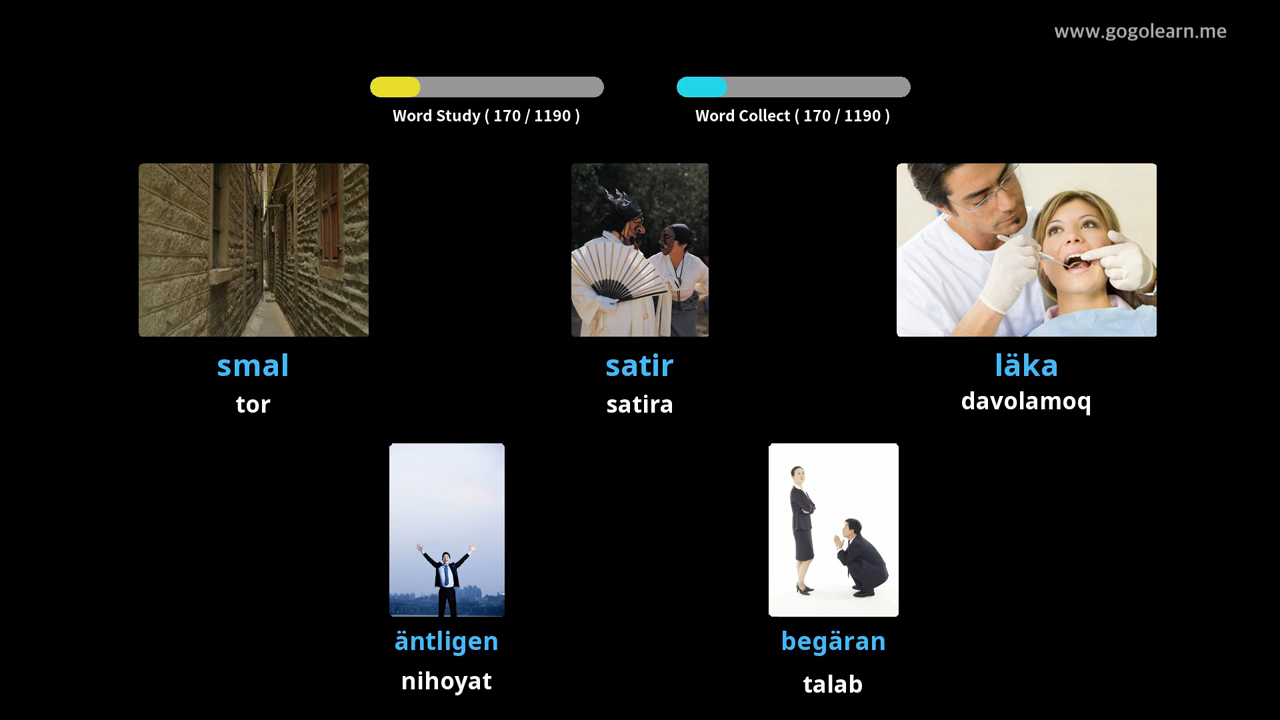 www.gogolearn.me
Word Study ( 170 / 1190 )
Word Collect ( 170 / 1190 )
smal
tor
satir
satira
läka
davolamoq
äntligen
nihoyat
begäran
talab